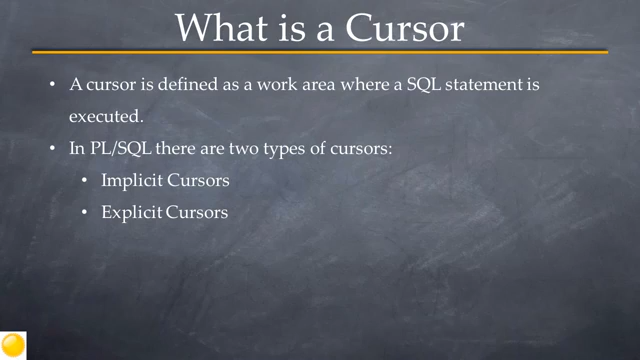 What is a Cursor
• A cursor is defined as a work area where a SQL statement is
executed.
• In PL/SQL there are two types of cursors:
• Implicit Cursors
• Explicit Cursors